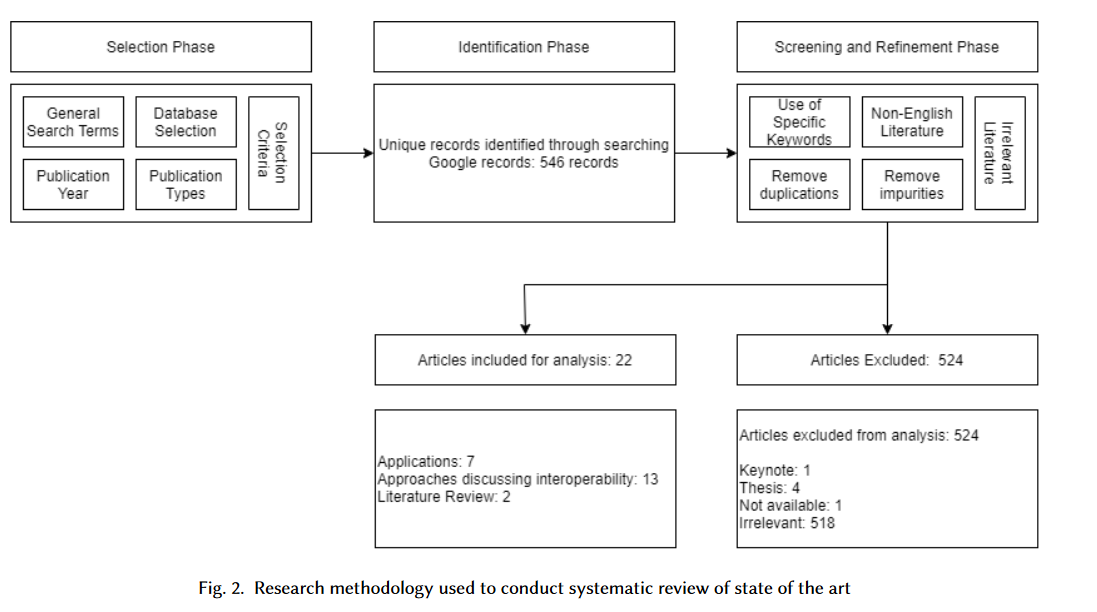 Selection Phase
Identification Phase
Screening and Refinement Phase
General
Search Terms
Database
Selection
Publication
Year
Publication
Types
Selection
Criteria
Unique records identified through searching
Google records: 546 records
Use of
Specific
Keywords
Non-English
Literature
Remove
duplications
Remove
impurities
Irrelevant
Literature
Articles included for analysis: 22
Articles Excluded: 524
Applications: 7
Approaches discussing interoperability: 13
Literature Review: 2
Articles excluded from analysis: 524
Keynote: 1
Thesis: 4
Not available: 1
Irrelevant: 518
Fig. 2. Research methodology used to conduct systematic review of state of the art